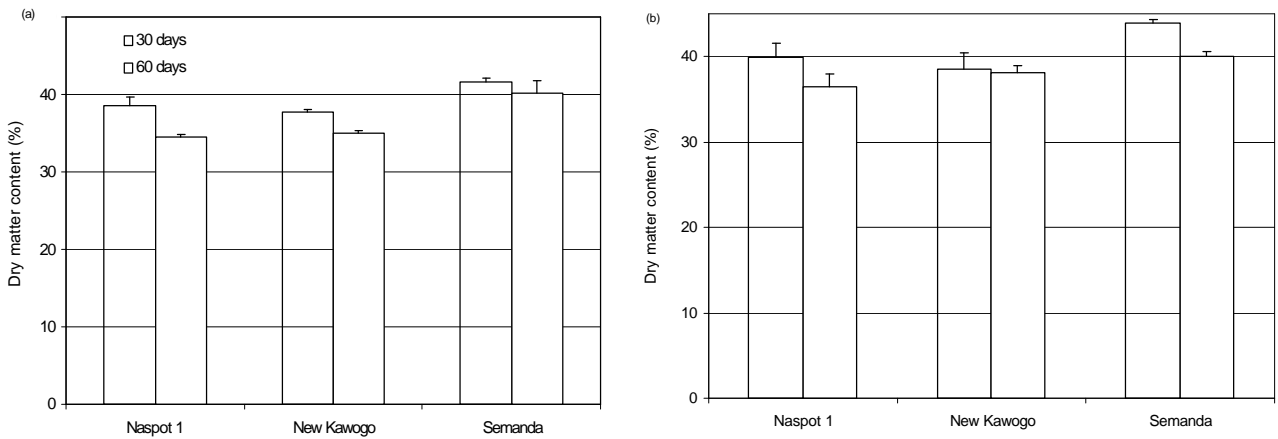 (a)
30 days
60 days
Dry matter content (%)
40
30
20
10
0
Naspot 1 New Kawogo Semanda
(b)
Dry matter content (%)
40
30
20
10
0
Naspot 1 New Kawogo Semanda